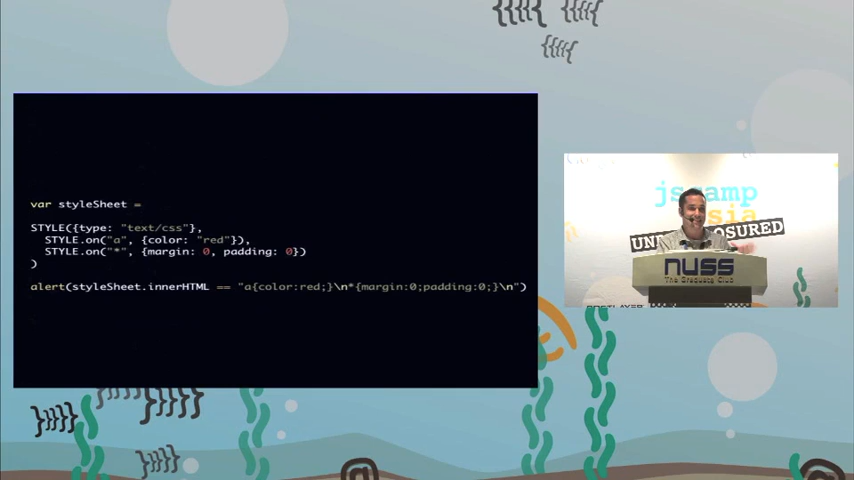 var styleSheet =
STYLE({type: "text/css"},
STYLE.on("a", {color: "red"}),
STYLE.on("*", {margin: 0, padding: 0})
)
alert(styleSheet.innerHTML == "a{color:red;}\n*{margin:0;padding:0;}\n")
jscamp
asia
NUSS
The Graduate Club